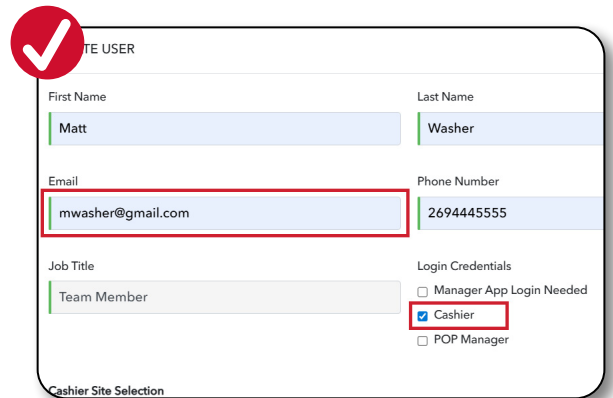 TE USER
First Name
Last Name
Matt
Washer
Email
Phone Number
mwasher@gmail.com
2694445555
Job Title
Login Credentials
Team Member
Manager App Login Needed
Cashier
POP Manager
Cashier Site Selection